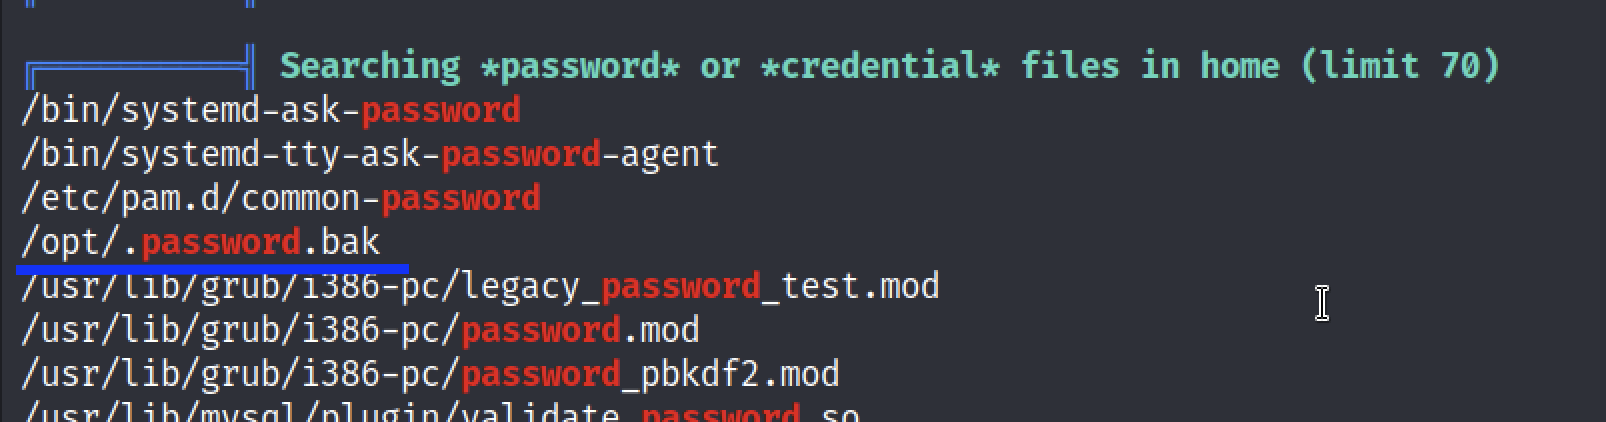 Searching *password* or *credential* files in home (limit 70)
/bin/systemd-ask-password
/bin/systemd-tty-ask-password-agent
/etc/pam.d/common-password
/opt/.password.bak
/usr/lib/grub/i386-pc/legacy_password_test.mod
/usr/lib/grub/i386-pc/password.mod
/usr/lib/grub/i386-pc/password_pbkdf2.mod
/usr/lib/mysql/plugin/validate_password.so